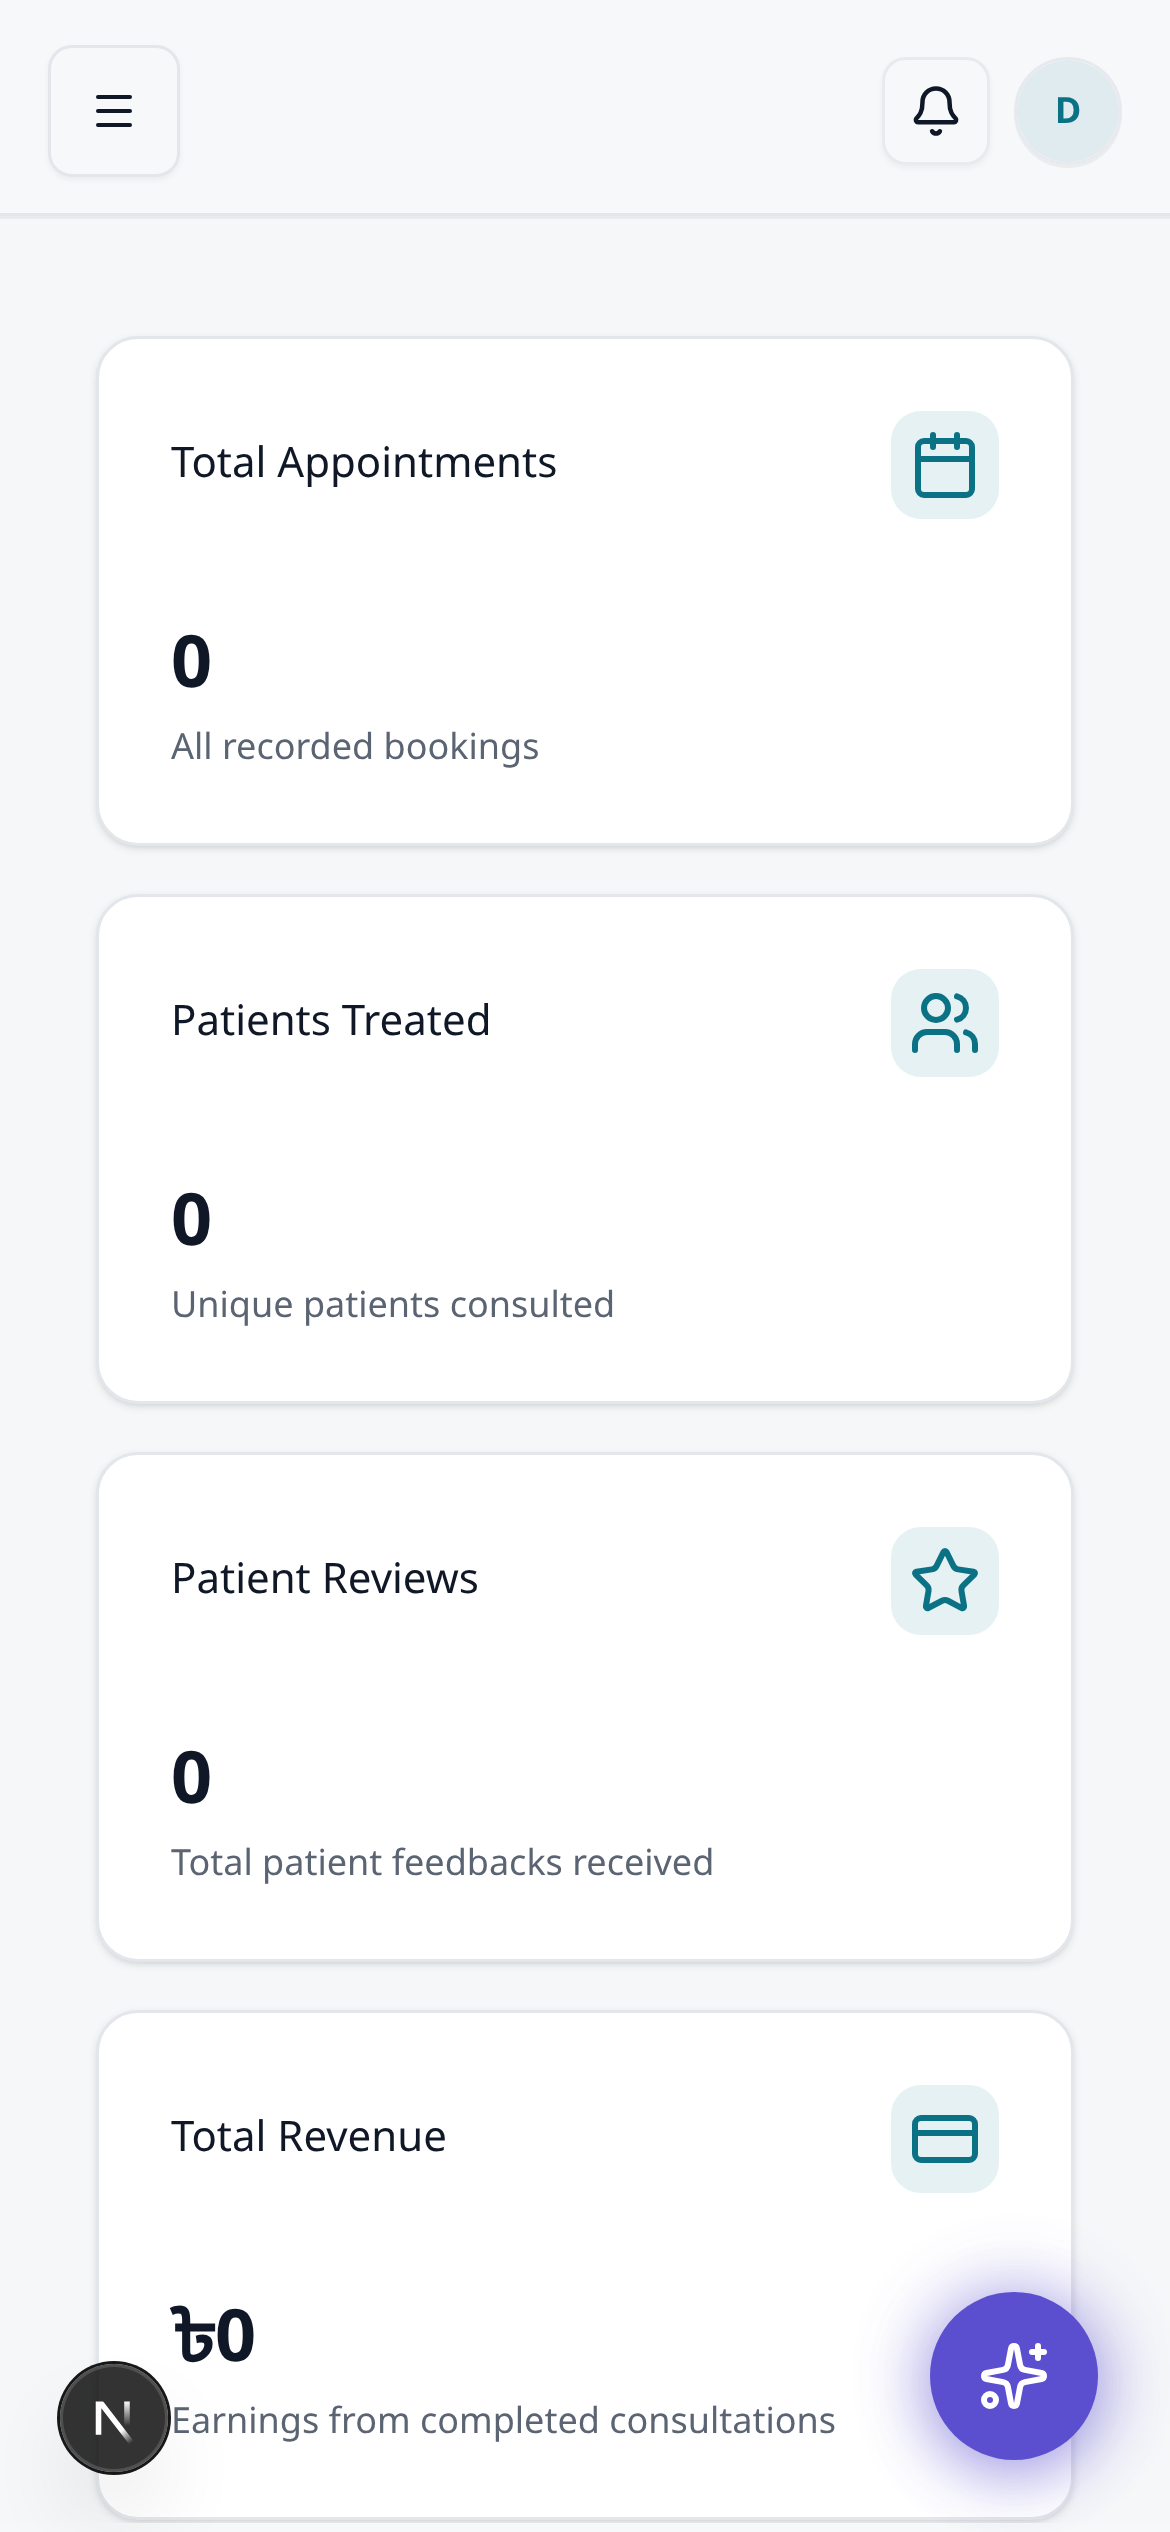 D
Total Appointments
0
All recorded bookings
Patients Treated
0
Unique patients consulted
Patient Reviews
0
Total patient feedbacks received
Total Revenue
৳0
N
Earnings from completed consultations